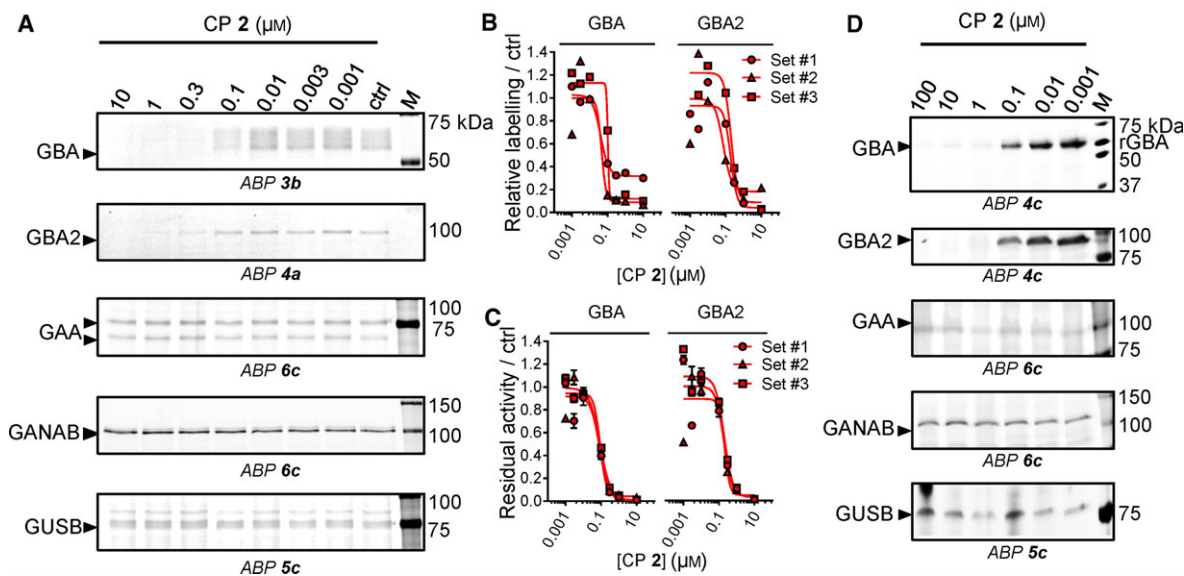 A
CP 2 (µM)
10 1 0.3 0.1 0.01 0.003 0.001 ctrl M
75 kDa
GBA
50
ABP 3b
GBA2
100
ABP 4a
100
GAA
75
ABP 6c
150
GANAB
100
ABP 6c
100
GUSB
75
ABP 5c
B
GBA GBA2
Relative labelling / ctrl
1.4
1.2
1.0
0.8
0.6
0.4
0.2
0.0
Set #1
Set #2
Set #3
0.001 0.1 10 0.001 0.1 10
[CP 2] (µM)
C
GBA GBA2
Residual activity / ctrl
1.4
1.2
1.0
0.8
0.6
0.4
0.2
0.0
Set #1
Set #2
Set #3
0.001 0.1 10 0.001 0.1 10
[CP 2] (µM)
D
CP 2 (µM)
100 10 1 0.1 0.01 0.001 M
75 kDa
GBA
rGBA
50
37
ABP 4c
GBA2
100
75
ABP 4c
GAA
100
75
ABP 6c
150
GANAB
100
ABP 6c
GUSB
75
ABP 5c